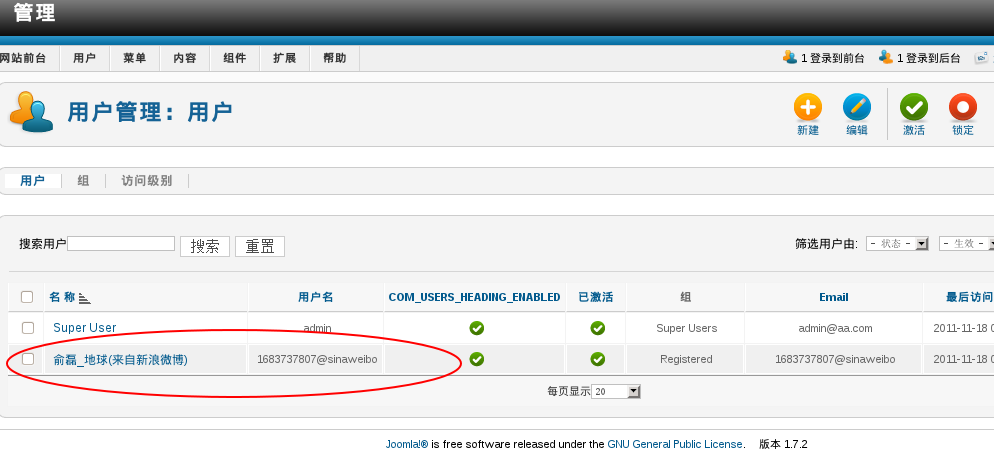 管理
网站前台 用户 菜单 内容 组件 扩展 帮助 1 登录到前台 1 登录到后台
用户管理：用户 新建 编辑 激活 锁定
用户 组 访问级别
搜索用户 搜索 重置 筛选用户由: - 状态 - - 生效 -
名称 用户名 COM_USERS_HEADING_ENABLED 已激活 组 Email 最后访问
Super User admin Super Users admin@aa.com 2011-11-18
俞磊_地球(来自新浪微博) 1683737807@sinaweibo Registered 1683737807@sinaweibo 2011-11-18
每页显示 20
Joomla!® is free software released under the GNU General Public License. 版本 1.7.2